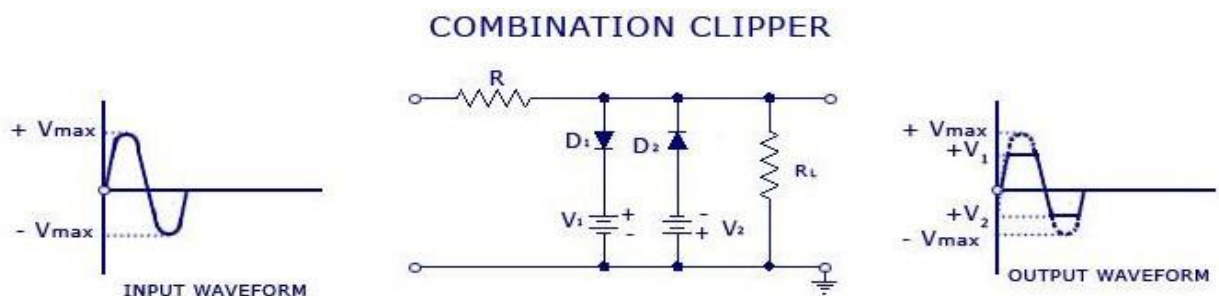 COMBINATION CLIPPER
+ Vmax
- Vmax
INPUT WAVEFORM
R
D1
D2
RL
V1
+
-
-
+
V2
+ Vmax
+V1
+V2
- Vmax
OUTPUT WAVEFORM